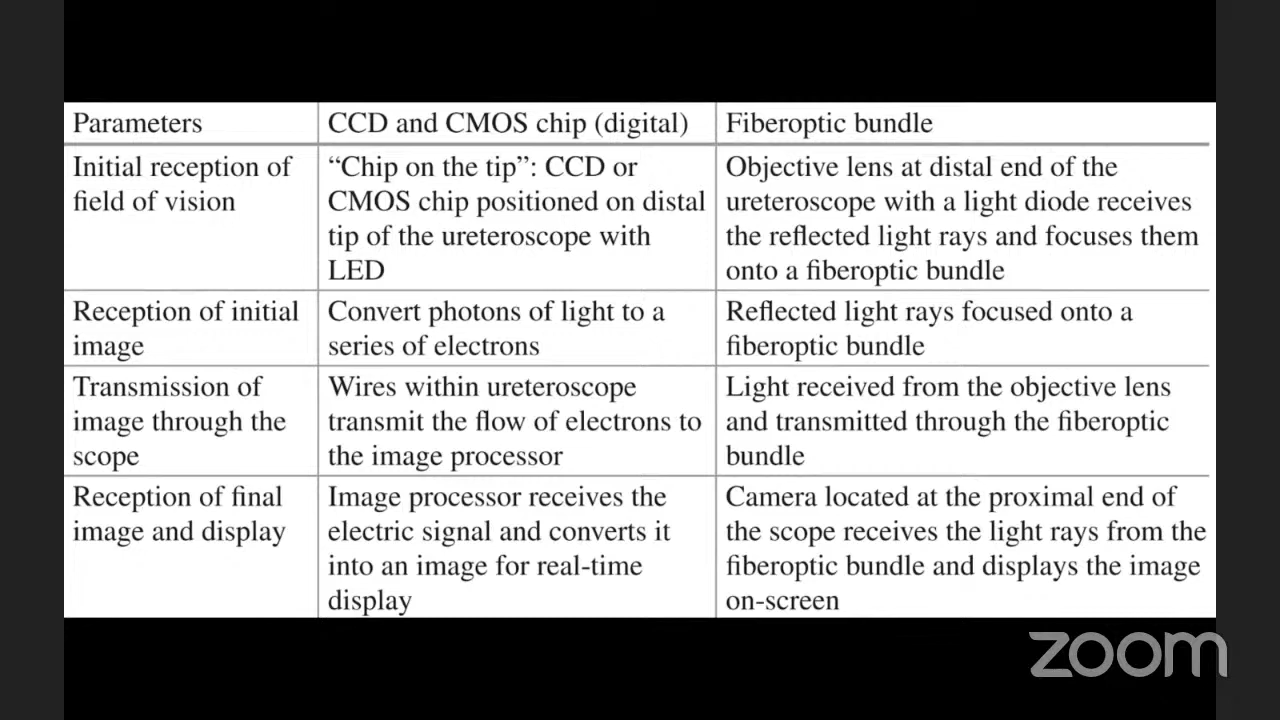 Parameters
CCD and CMOS chip (digital)
Fiberoptic bundle
Initial reception of
field of vision
“Chip on the tip”: CCD or
CMOS chip positioned on distal
tip of the ureteroscope with
LED
Objective lens at distal end of the
ureteroscope with a light diode receives
the reflected light rays and focuses them
onto a fiberoptic bundle
Reception of initial
image
Convert photons of light to a
series of electrons
Reflected light rays focused onto a
fiberoptic bundle
Transmission of
image through the
scope
Wires within ureteroscope
transmit the flow of electrons to
the image processor
Light received from the objective lens
and transmitted through the fiberoptic
bundle
Reception of final
image and display
Image processor receives the
electric signal and converts it
into an image for real-time
display
Camera located at the proximal end of
the scope receives the light rays from the
fiberoptic bundle and displays the image
on-screen
zoom